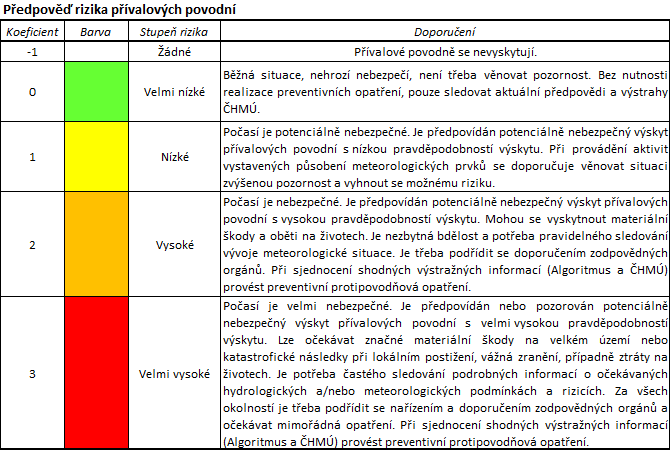 Předpověď rizika přívalových povodní
Koeficient Barva Stupeň rizika Doporučení
-1 Žádné Přívalové povodně se nevyskytují.
0 Velmi nízké
Běžná situace, nehrozí nebezpečí, není třeba věnovat pozornost. Bez nutnosti
realizace preventivních opatření, pouze sledovat aktuální předpovědi a výstrahy
ČHMÚ.
1 Nízké
Počasí je potenciálně nebezpečné. Je předpovídán potenciálně nebezpečný výskyt
přívalových povodní s nízkou pravděpodobností výskytu. Při provádění aktivit
vystavených působení meteorologických prvků se doporučuje věnovat situaci
zvýšenou pozornost a vyhnout se možnému riziku.
2 Vysoké
Počasí je nebezpečné. Je předpovídán potenciálně nebezpečný výskyt přívalových
povodní s vysokou pravděpodobností výskytu. Mohou se vyskytnout materiální
škody a oběti na životech. Je nezbytná bdělost a potřeba pravidelného sledování
vývoje meteorologické situace. Je třeba podřídit se doporučením zodpovědných
orgánů. Při sjednocení shodných výstražných informací (Algoritmus a ČHMÚ)
provést preventivní protipovodňová opatření.
3 Velmi vysoké
Počasí je velmi nebezpečné. Je předpovídán nebo pozorován potenciálně
nebezpečný výskyt přívalových povodní s velmi vysokou pravděpodobností
výskytu. Lze očekávat značné materiální škody na velkém území nebo
katastrofické následky při lokálním postižení, vážná zranění, případně ztráty na
životech. Je potřeba častého sledování podrobných informací o očekávaných
hydrologických a/nebo meteorologických podmínkách a rizicích. Za všech
okolností je třeba podřídit se nařízením a doporučením zodpovědných orgánů a
očekávat mimořádná opatření. Při sjednocení shodných výstražných informací
(Algoritmus a ČHMÚ) provést preventivní protipovodňová opatření.